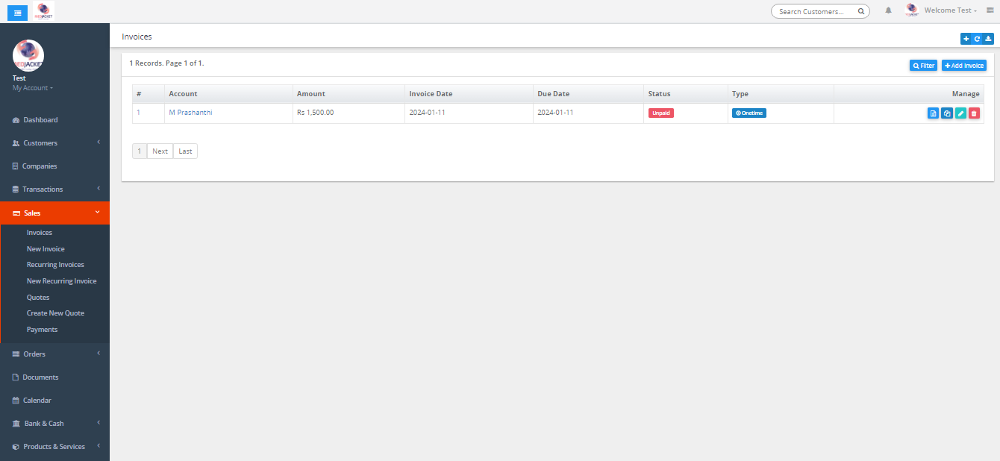 MEDJACKET
Search Customers...
Welcome Test
Invoices
MEDJACKET
Test
My Account
1 Records. Page 1 of 1.
Filter
Add Invoice
# Account Amount Invoice Date Due Date Status Type Manage
1 M Prashanthi Rs 1,500.00 2024-01-11 2024-01-11 Unpaid Onetime
1 Next Last
Dashboard
Customers
Companies
Transactions
Sales
Invoices
New Invoice
Recurring Invoices
New Recurring Invoice
Quotes
Create New Quote
Payments
Orders
Documents
Calendar
Bank & Cash
Products & Services